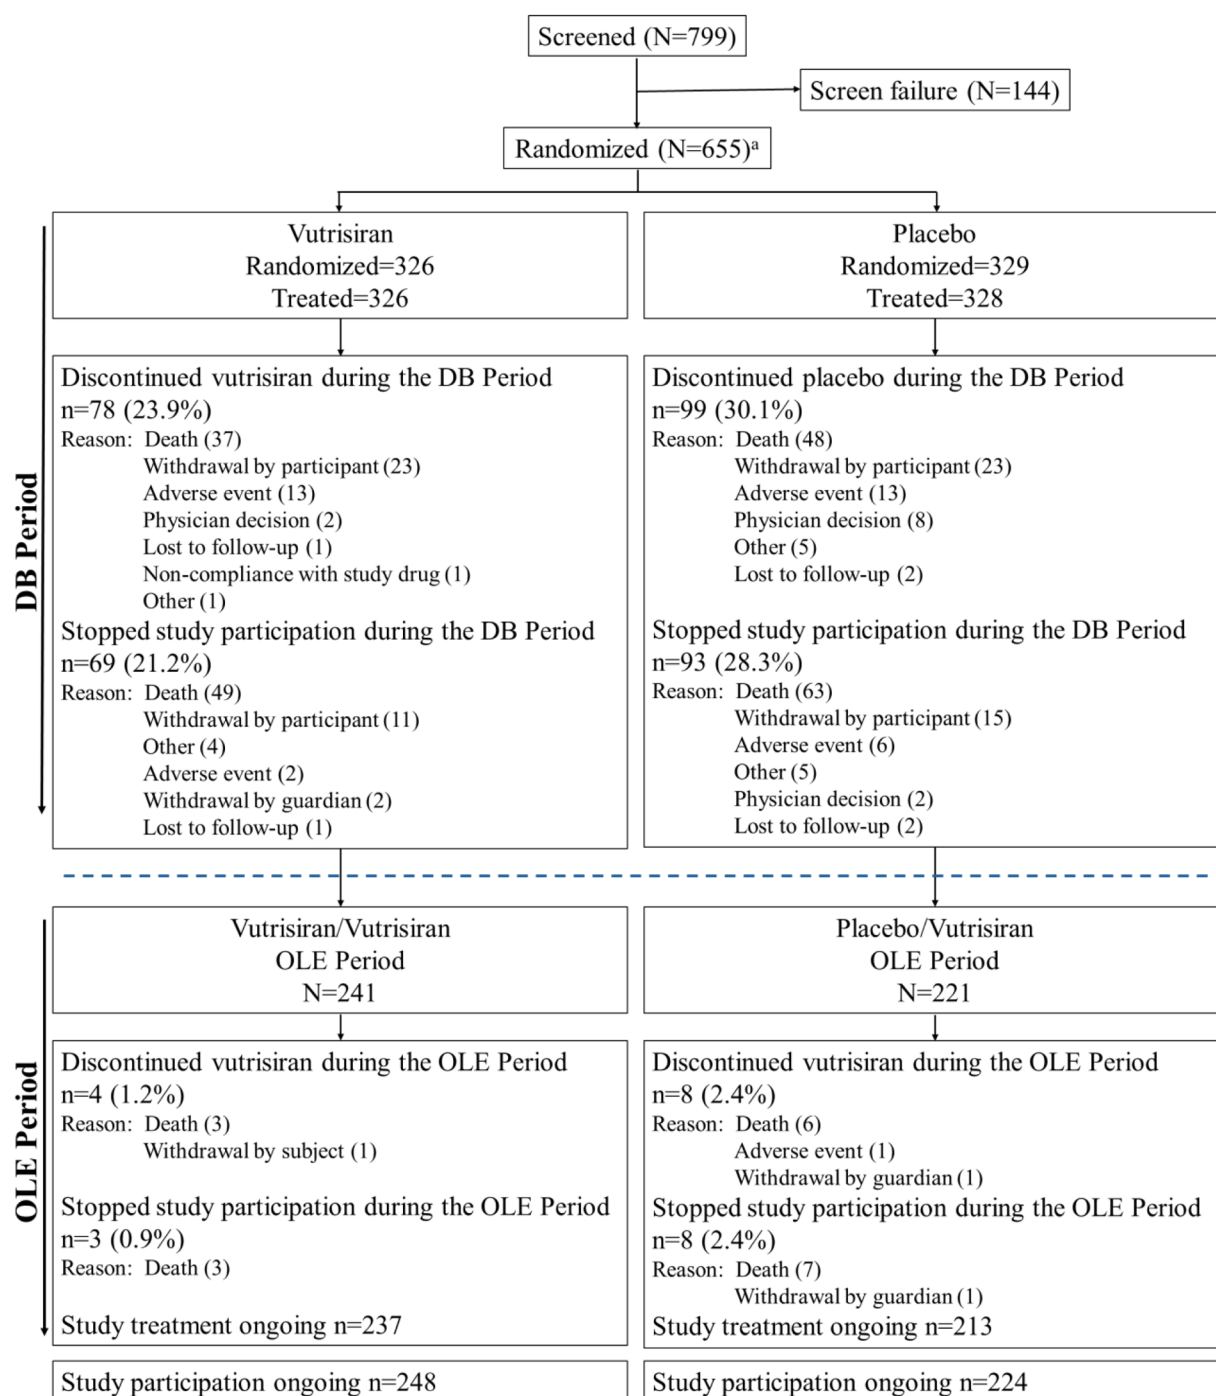 Screened (N=799)
Screen failure (N=144)
Randomized (N=655)ᵃ
DB Period
Vutrisiran
Randomized=326
Treated=326
Discontinued vutrisiran during the DB Period
n=78 (23.9%)
Reason: Death (37)
Withdrawal by participant (23)
Adverse event (13)
Physician decision (2)
Lost to follow-up (1)
Non-compliance with study drug (1)
Other (1)
Stopped study participation during the DB Period
n=69 (21.2%)
Reason: Death (49)
Withdrawal by participant (11)
Other (4)
Adverse event (2)
Withdrawal by guardian (2)
Lost to follow-up (1)
Placebo
Randomized=329
Treated=328
Discontinued placebo during the DB Period
n=99 (30.1%)
Reason: Death (48)
Withdrawal by participant (23)
Adverse event (13)
Physician decision (8)
Other (5)
Lost to follow-up (2)
Stopped study participation during the DB Period
n=93 (28.3%)
Reason: Death (63)
Withdrawal by participant (15)
Adverse event (6)
Other (5)
Physician decision (2)
Lost to follow-up (2)
OLE Period
Vutrisiran/Vutrisiran
OLE Period
N=241
Discontinued vutrisiran during the OLE Period
n=4 (1.2%)
Reason: Death (3)
Withdrawal by subject (1)
Stopped study participation during the OLE Period
n=3 (0.9%)
Reason: Death (3)
Study treatment ongoing n=237
Study participation ongoing n=248
Placebo/Vutrisiran
OLE Period
N=221
Discontinued vutrisiran during the OLE Period
n=8 (2.4%)
Reason: Death (6)
Adverse event (1)
Withdrawal by guardian (1)
Stopped study participation during the OLE Period
n=8 (2.4%)
Reason: Death (7)
Withdrawal by guardian (1)
Study treatment ongoing n=213
Study participation ongoing n=224